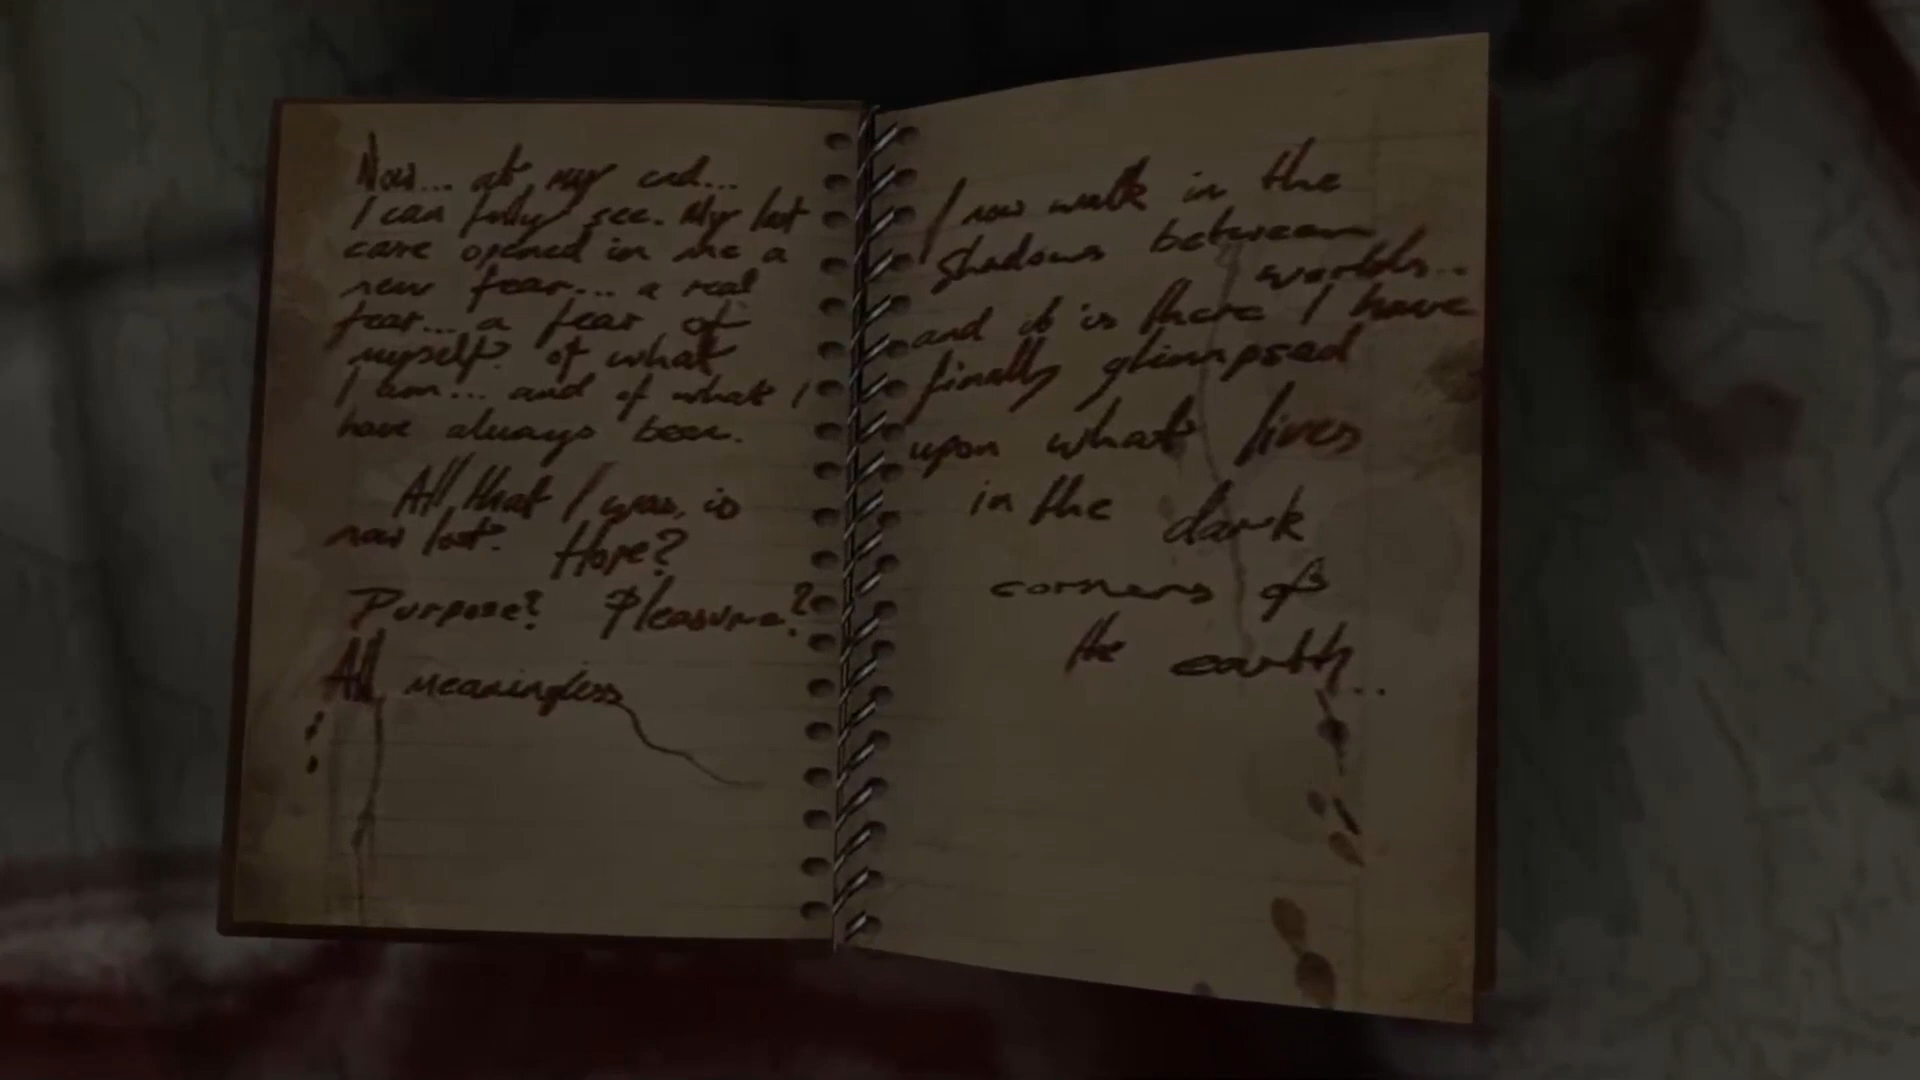 Now... at my end...
I can fully see. My last
case opened in me a
new fear... a real
fear... a fear of
myself. of what
I am... and of what I
have always been.
All that I was, is
now lost. Hope?
Purpose? Pleasure?
All meaningless
I now walk in the
shadows between
worlds...
and it is there I have
finally glimpsed
upon what lives
in the dark
corners of
the earth...